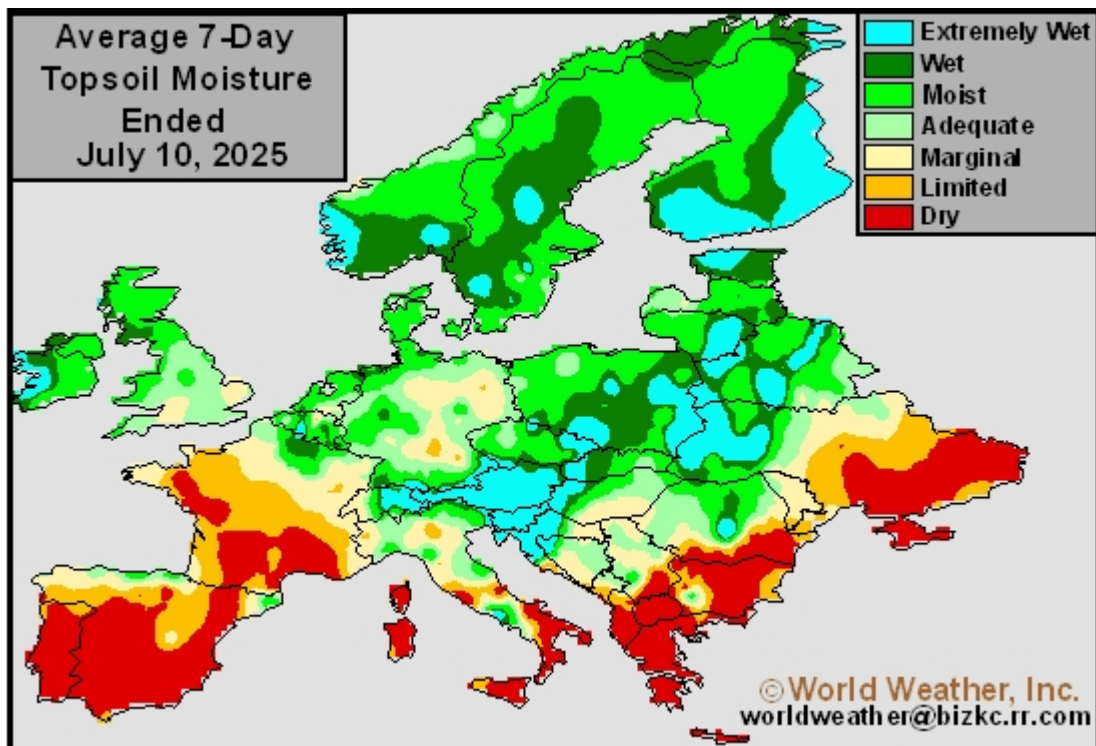 Average 7-Day
Topsoil Moisture
Ended
July 10, 2025
Extremely Wet
Wet
Moist
Adequate
Marginal
Limited
Dry
©World Weather, Inc.
worldweather@bizkc.rr.com